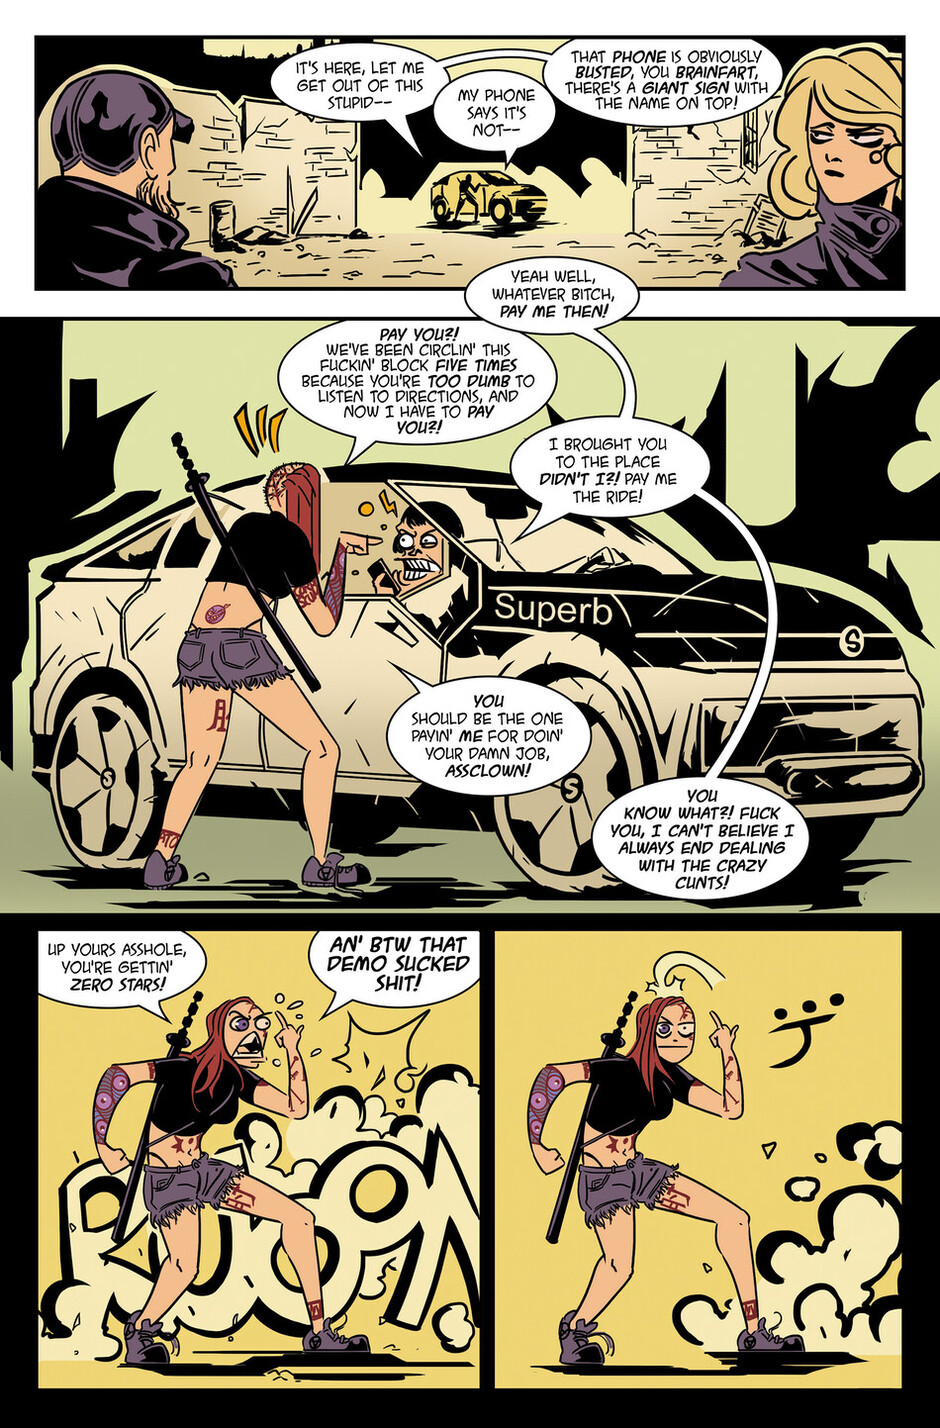 IT'S HERE, LET ME
GET OUT OF THIS
STUPID--
MY PHONE
SAYS IT'S
NOT--
THAT PHONE IS OBVIOUSLY
BUSTED, YOU BRAINFART,
THERE'S A GIANT SIGN WITH
THE NAME ON TOP!
YEAH WELL,
WHATEVER BITCH,
PAY ME THEN!
PAY YOU?!
WE'VE BEEN CIRCLIN' THIS
FUCKIN' BLOCK FIVE TIMES
BECAUSE YOU'RE TOO DUMB TO
LISTEN TO DIRECTIONS, AND
NOW I HAVE TO PAY
YOU?!
I BROUGHT YOU
TO THE PLACE
DIDN'T I?! PAY ME
THE RIDE!
Superb
S
S
S
YOU
SHOULD BE THE ONE
PAYIN' ME FOR DOIN'
YOUR DAMN JOB,
ASSCLOWN!
YOU
KNOW WHAT?! FUCK
YOU, I CAN'T BELIEVE I
ALWAYS END DEALING
WITH THE CRAZY
CUNTS!
UP YOURS ASSHOLE,
YOU'RE GETTIN'
ZERO STARS!
AN' BTW THAT
DEMO SUCKED
SHIT!